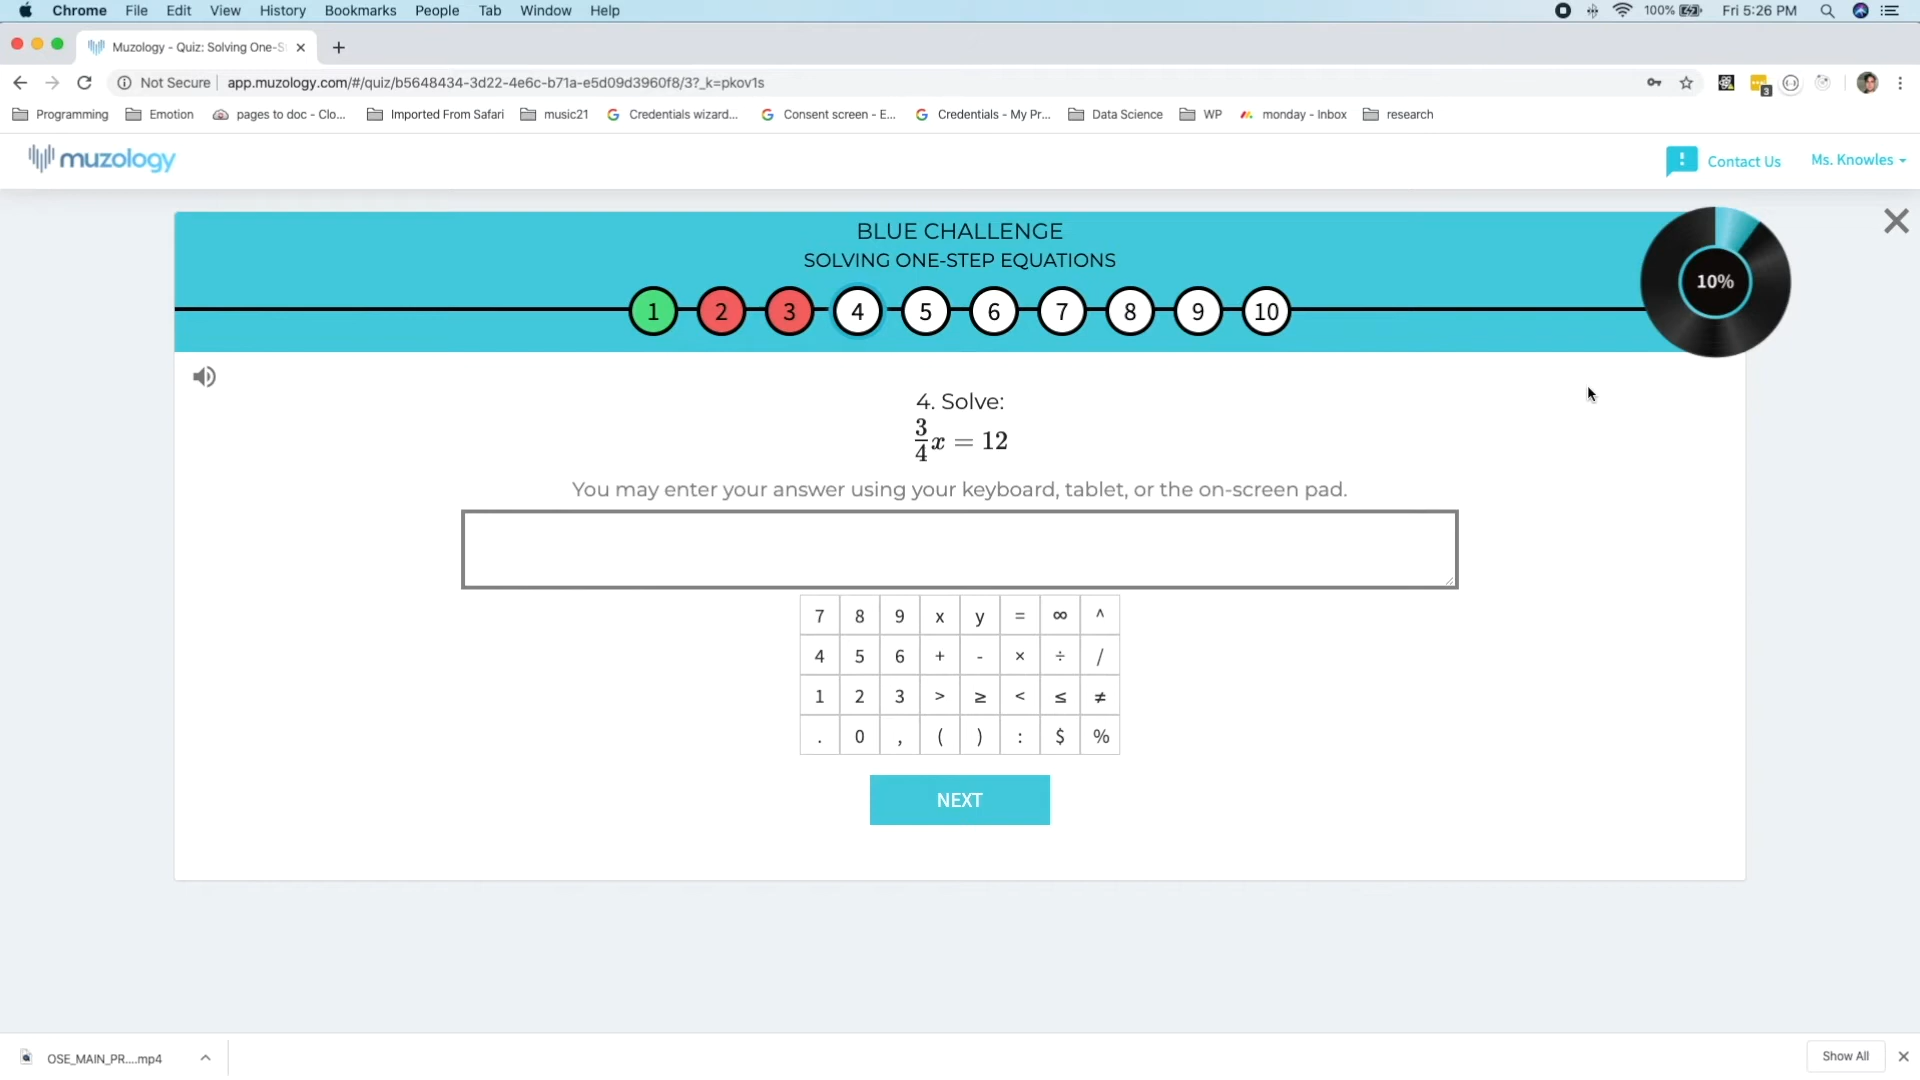 Chrome File Edit View History Bookmarks People Tab Window Help 100% Fri 5:26 PM
Muzology - Quiz: Solving One-S
Not Secure app.muzology.com/#/quiz/b5648434-3d22-4e6c-b71a-e5d09d3960f8/3?_k=pkov1s 3
Programming Emotion pages to doc - Clo... Imported From Safari music21 Credentials wizard... Consent screen - E... Credentials - My Pr... Data Science WP monday - Inbox research
muzology Contact Us Ms. Knowles
BLUE CHALLENGE
SOLVING ONE-STEP EQUATIONS
10%
1 2 3 4 5 6 7 8 9 10
4. Solve:
3/4 x = 12
You may enter your answer using your keyboard, tablet, or the on-screen pad.
7 8 9 x y = ∞ ^
4 5 6 + - × ÷ /
1 2 3 > ≥ < ≤ ≠
. 0 , ( ) : $ %
NEXT
OSE_MAIN_PR....mp4 Show All